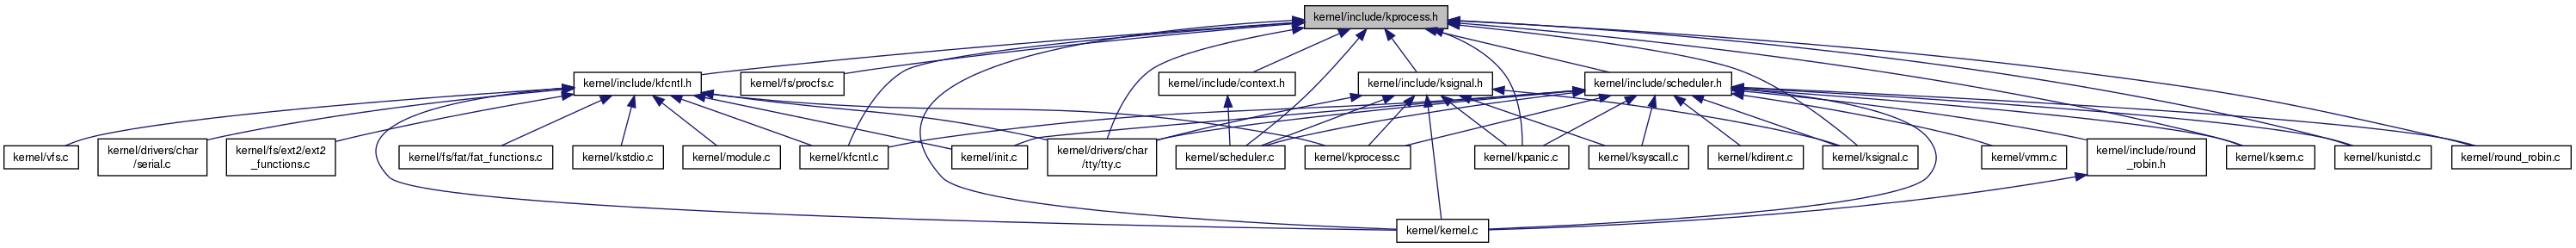 kernel/include/kprocess.h
kernel/include/kfcntl.h
kernel/fs/procfs.c
kernel/include/context.h
kernel/include/ksignal.h
kernel/include/scheduler.h
kernel/vfs.c
kernel/drivers/char
/serial.c
kernel/fs/ext2/ext2
_functions.c
kernel/fs/fat/fat_functions.c
kernel/kstdio.c
kernel/module.c
kernel/kfcntl.c
kernel/init.c
kernel/drivers/char
/tty/tty.c
kernel/scheduler.c
kernel/kprocess.c
kernel/kpanic.c
kernel/ksyscall.c
kernel/kdirent.c
kernel/ksignal.c
kernel/vmm.c
kernel/include/round
_robin.h
kernel/ksem.c
kernel/kunistd.c
kernel/round_robin.c
kernel/kernel.c